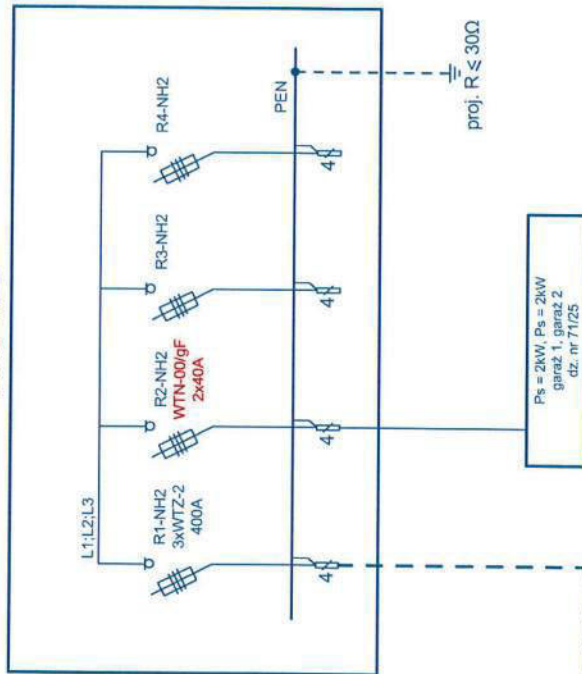 L1;L2;L3
R1-NH2
3xWTZ-2
400A
R2-NH2
WTN-00/gF
2x40A
R3-NH2
R4-NH2
PEN
4
4
4
4
proj. R ≤ 30Ω
Ps = 2kW, Ps = 2kW
garaż 1, garaż 2
dz. nr 71/25